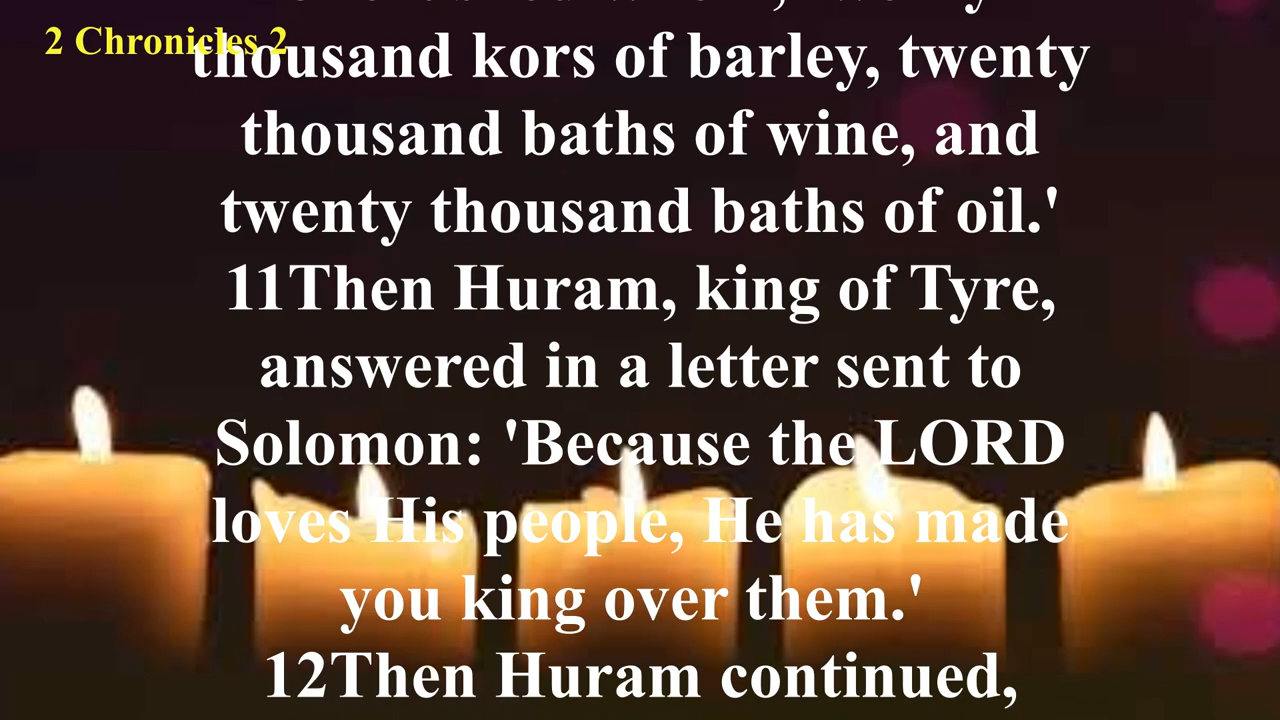 2 Chronicles 2
thousand kors of barley, twenty
thousand baths of wine, and
twenty thousand baths of oil.'
11Then Huram, king of Tyre,
answered in a letter sent to
Solomon: 'Because the LORD
loves His people, He has made
you king over them.'
12Then Huram continued,